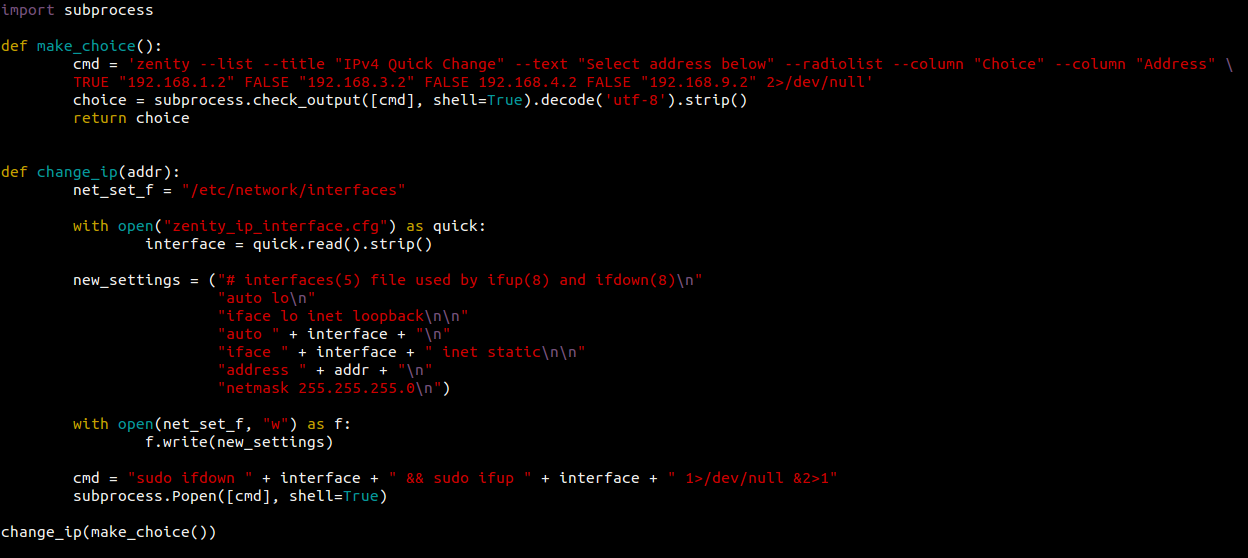 import subprocess
def make_choice():
cmd = 'zenity --list --title "IPv4 Quick Change" --text "Select address below" --radiolist --column "Choice" --column "Address" \
TRUE "192.168.1.2" FALSE "192.168.3.2" FALSE 192.168.4.2 FALSE "192.168.9.2" 2>/dev/null'
choice = subprocess.check_output([cmd], shell=True).decode('utf-8').strip()
return choice
def change_ip(addr):
net_set_f = "/etc/network/interfaces"
with open("zenity_ip_interface.cfg") as quick:
interface = quick.read().strip()
new_settings = ("# interfaces(5) file used by ifup(8) and ifdown(8)\n"
"auto lo\n"
"iface lo inet loopback\n\n"
"auto " + interface + "\n"
"iface " + interface + " inet static\n\n"
"address " + addr + "\n"
"netmask 255.255.255.0\n")
with open(net_set_f, "w") as f:
f.write(new_settings)
cmd = "sudo ifdown " + interface + " && sudo ifup " + interface + " 1>/dev/null &2>1"
subprocess.Popen([cmd], shell=True)
change_ip(make_choice())